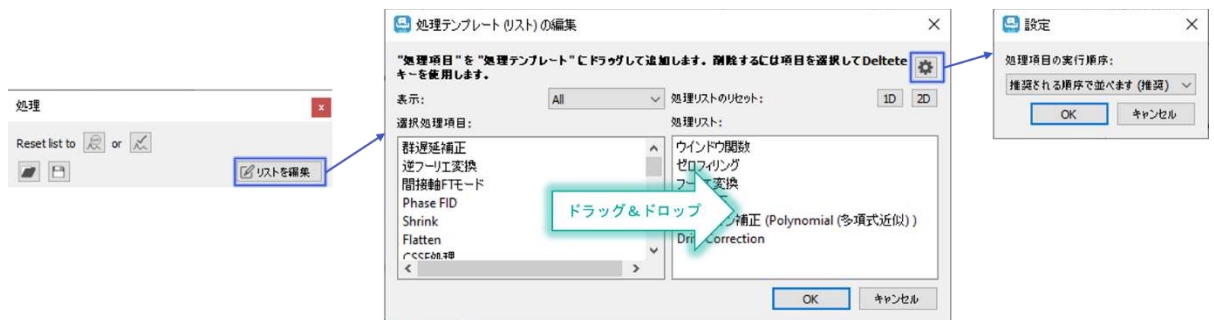 処理
Reset list to or
リストを編集
処理テンプレート (リスト) の編集
"処理項目" を "処理テンプレート" にドラッグして追加します。削除するには項目を選択してDeltete
キーを使用します。
表示: All 処理リストのリセット: 1D 2D
選択処理項目: 処理リスト:
群遅延補正
逆フーリエ変換
間接軸FTモード
Phase FID
Shrink
Flatten
CSSF処理
ウインドウ関数
ゼロフィリング
補正 (Polynomial (多項式近似) )
Correction
ドラッグ&ドロップ
OK キャンセル
設定
処理項目の実行順序:
推奨される順序で並べます (推奨)
OK キャンセル